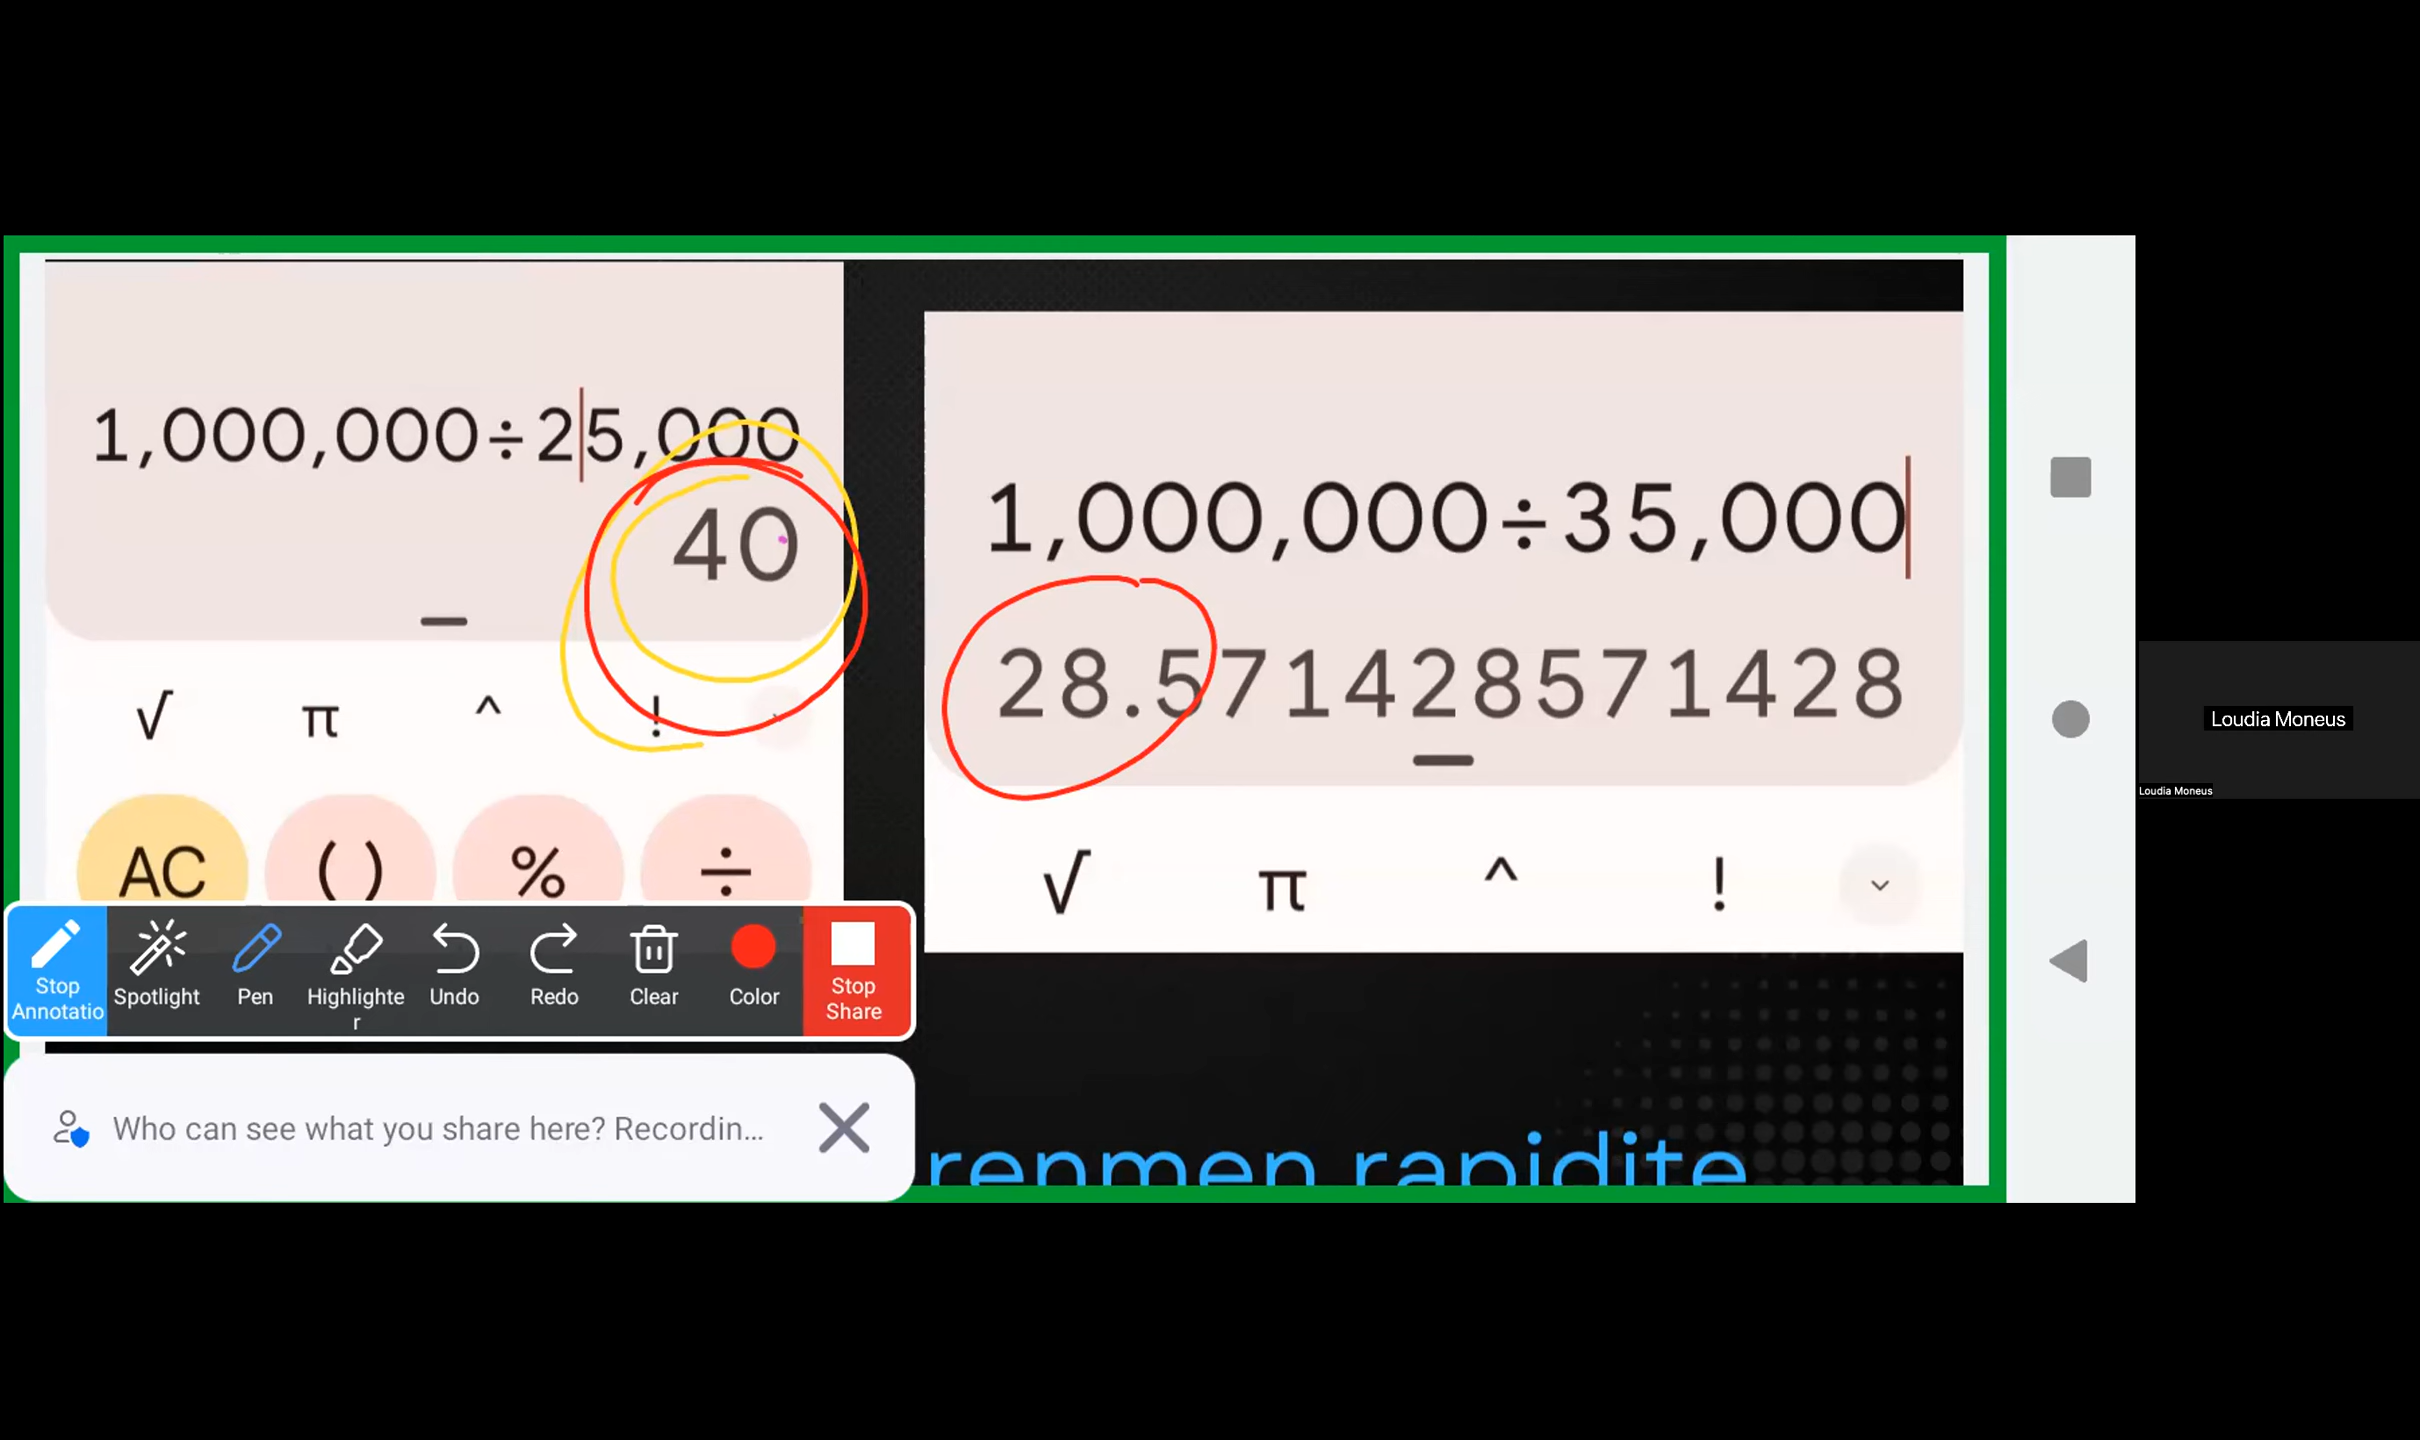 1,000,000÷25,000
40
√ π ^ !
AC ( ) % ÷
1,000,000÷35,000
28.571428571428
√ π ^ !
Stop
Annotatio
Spotlight
Pen
Highlighte
r
Undo
Redo
Clear
Color
Stop
Share
Who can see what you share here? Recordin...
renmen rapidite
Loudia Moneus
Loudia Moneus